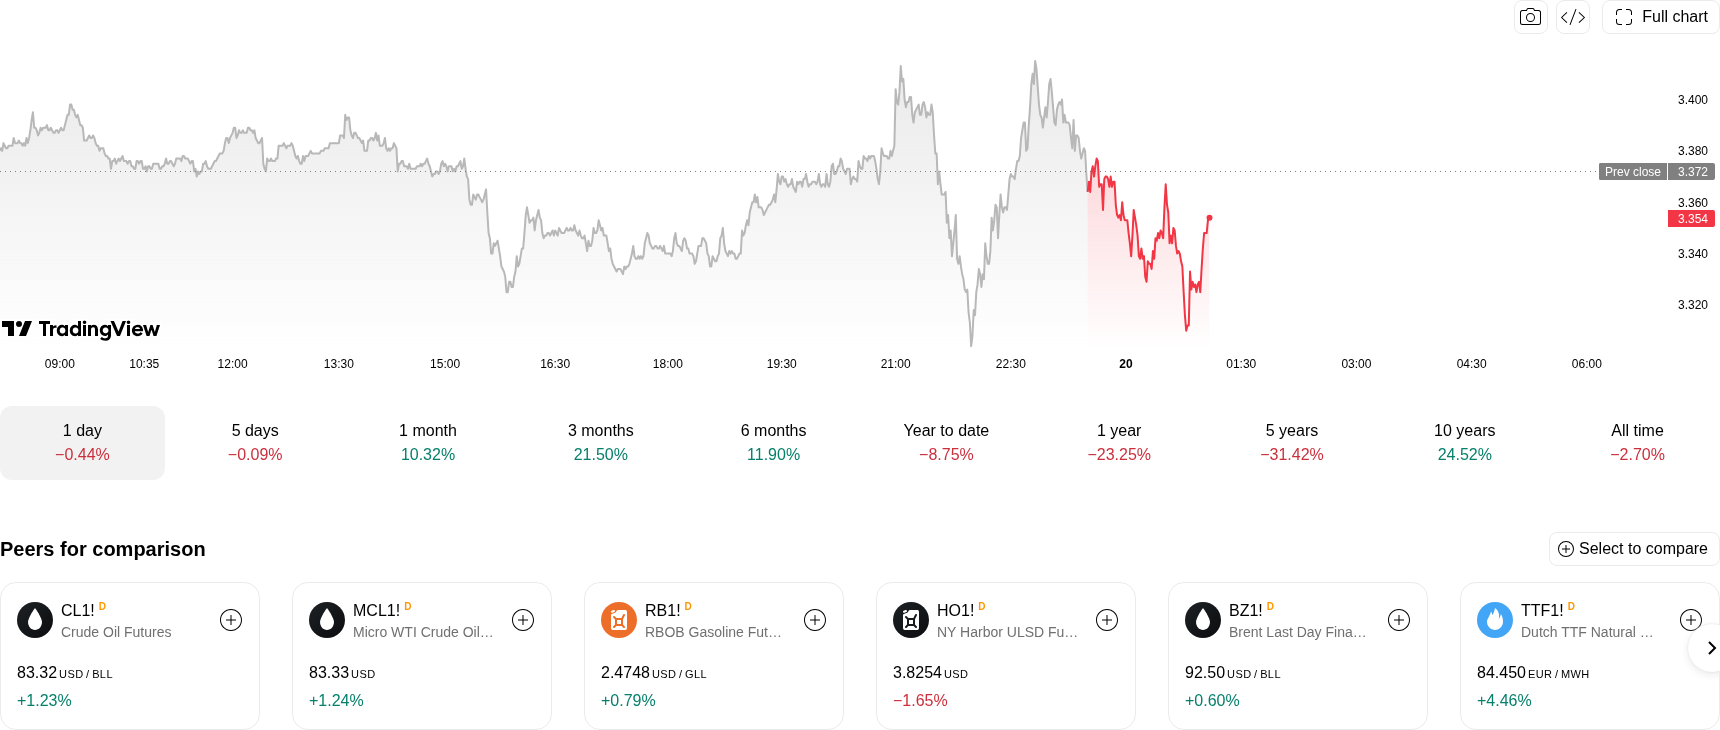 Full chart
3.400
3.380
Prev close 3.372
3.360
3.354
3.340
3.320
TradingView
09:00 10:35 12:00 13:30 15:00 16:30 18:00 19:30 21:00 22:30 20 01:30 03:00 04:30 06:00
1 day 5 days 1 month 3 months 6 months Year to date 1 year 5 years 10 years All time
−0.44% −0.09% 10.32% 21.50% 11.90% −8.75% −23.25% −31.42% 24.52% −2.70%
Peers for comparison
Select to compare
CL1! D
Crude Oil Futures
83.32 USD / BLL
+1.23%
MCL1! D
Micro WTI Crude Oil…
83.33 USD
+1.24%
RB1! D
RBOB Gasoline Fut…
2.4748 USD / GLL
+0.79%
HO1! D
NY Harbor ULSD Fu…
3.8254 USD
−1.65%
BZ1! D
Brent Last Day Fina…
92.50 USD / BLL
+0.60%
TTF1! D
Dutch TTF Natural …
84.450 EUR / MWH
+4.46%